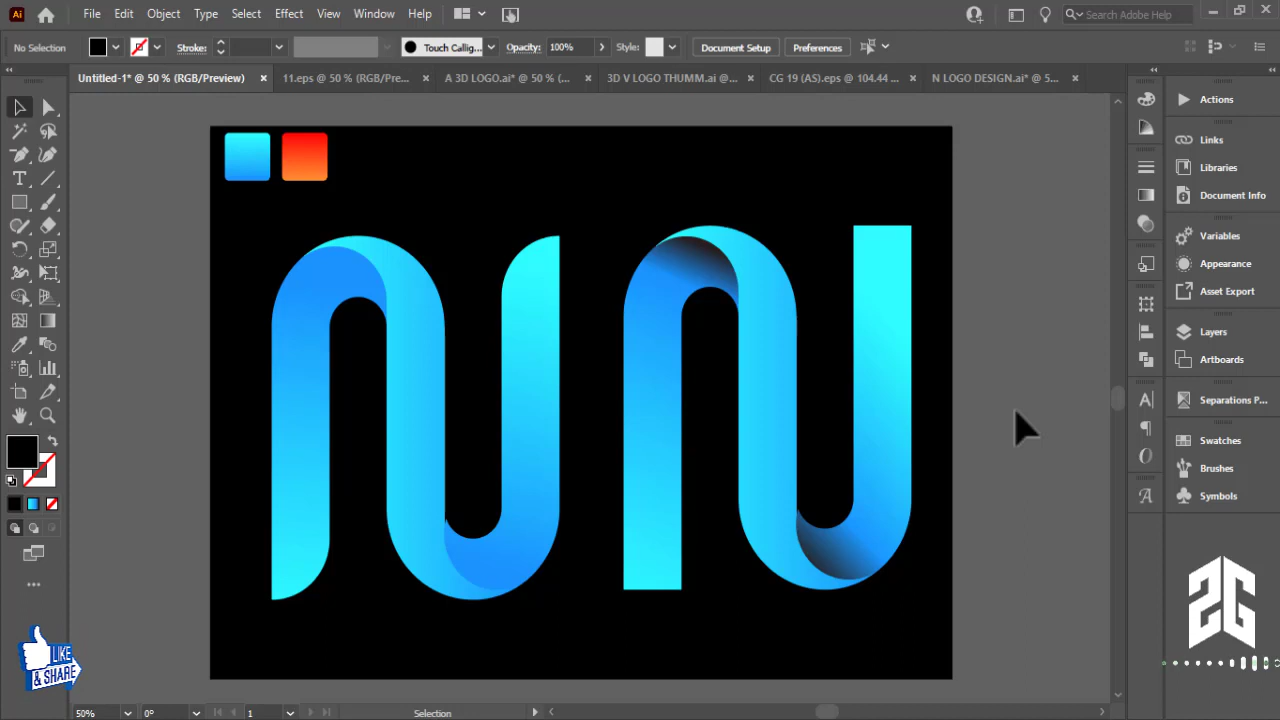 Ai File Edit Object Type Select Effect View Window Help Search Adobe Help
No Selection Stroke: Touch Callig... Opacity: 100% Style: Document Setup Preferences
Untitled-1* @ 50 % (RGB/Preview) 11.eps @ 50 % (RGB/Pre... A 3D LOGO.ai* @ 50 % (... 3D V LOGO THUMM.ai @... CG 19 (AS).eps @ 104.44 ... N LOGO DESIGN.ai* @ 5...
Actions
Links
Libraries
Document Info
Variables
Appearance
Asset Export
Layers
Artboards
Separations P...
Swatches
Brushes
Symbols
LIKE
& SHARE
2G
50% 0° 1 Selection